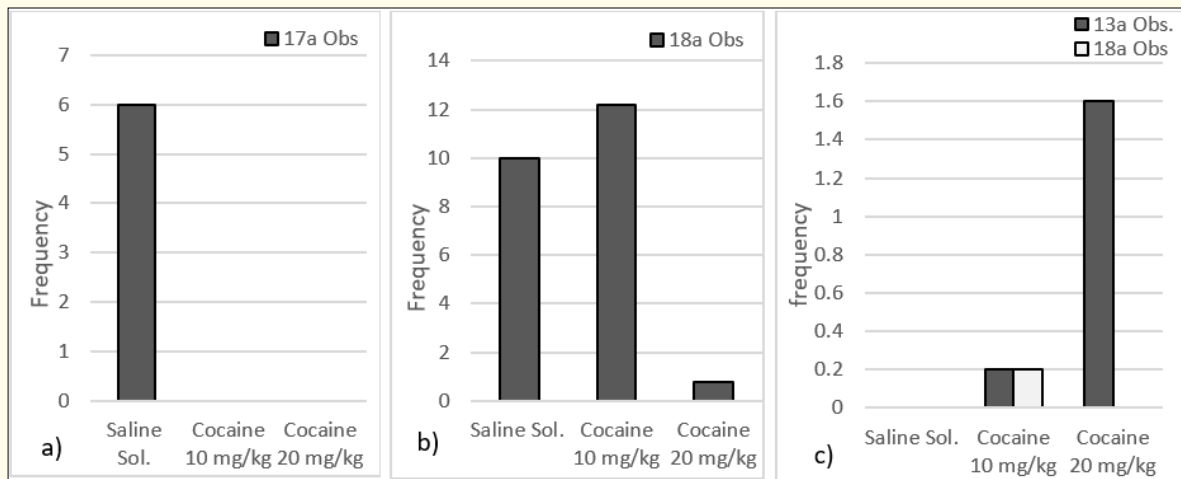 17a Obs
7
6
5
4
3
2
1
0
Frequency
Saline Sol.
Cocaine 10 mg/kg
Cocaine 20 mg/kg
a)
18a Obs
14
12
10
8
6
4
2
0
Frequency
Saline Sol.
Cocaine 10 mg/kg
Cocaine 20 mg/kg
b)
13a Obs.
18a Obs
1.8
1.6
1.4
1.2
1
0.8
0.6
0.4
0.2
0
frequency
Saline Sol.
Cocaine 10 mg/kg
Cocaine 20 mg/kg
c)